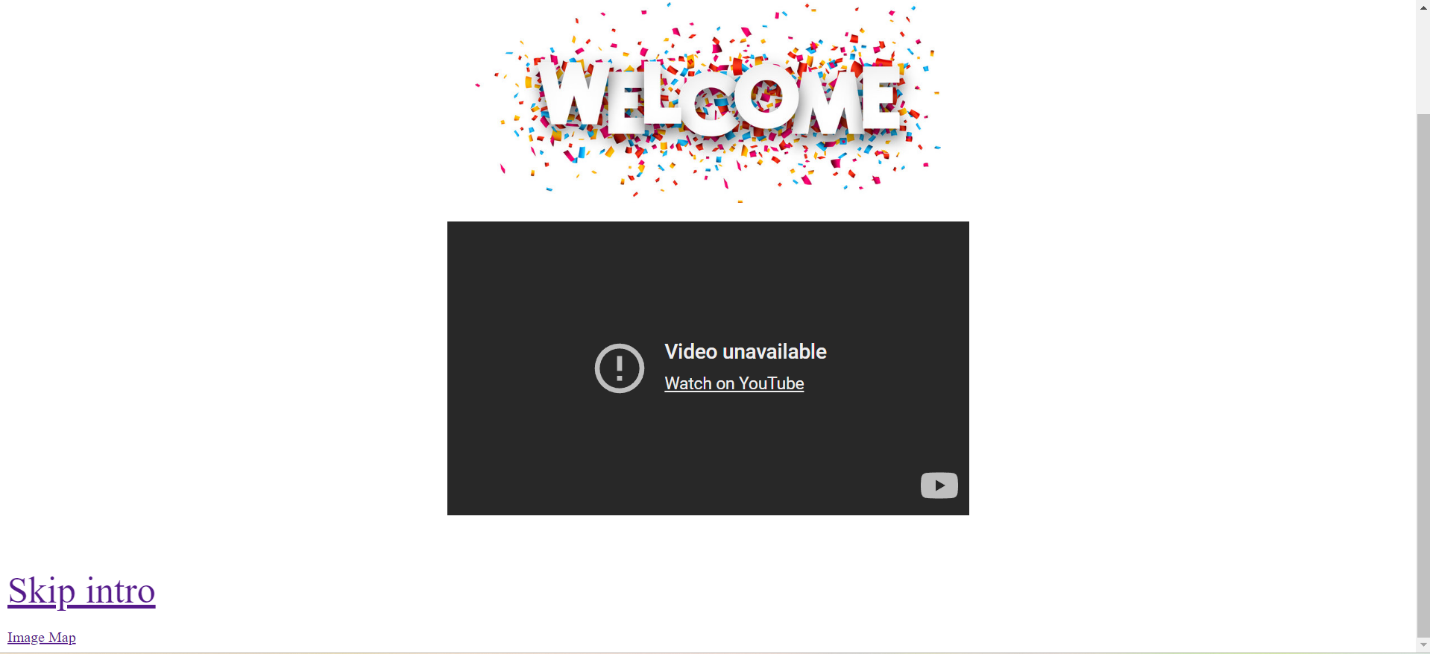 WELCOME
Video unavailable
Watch on YouTube
Skip intro
Image Map